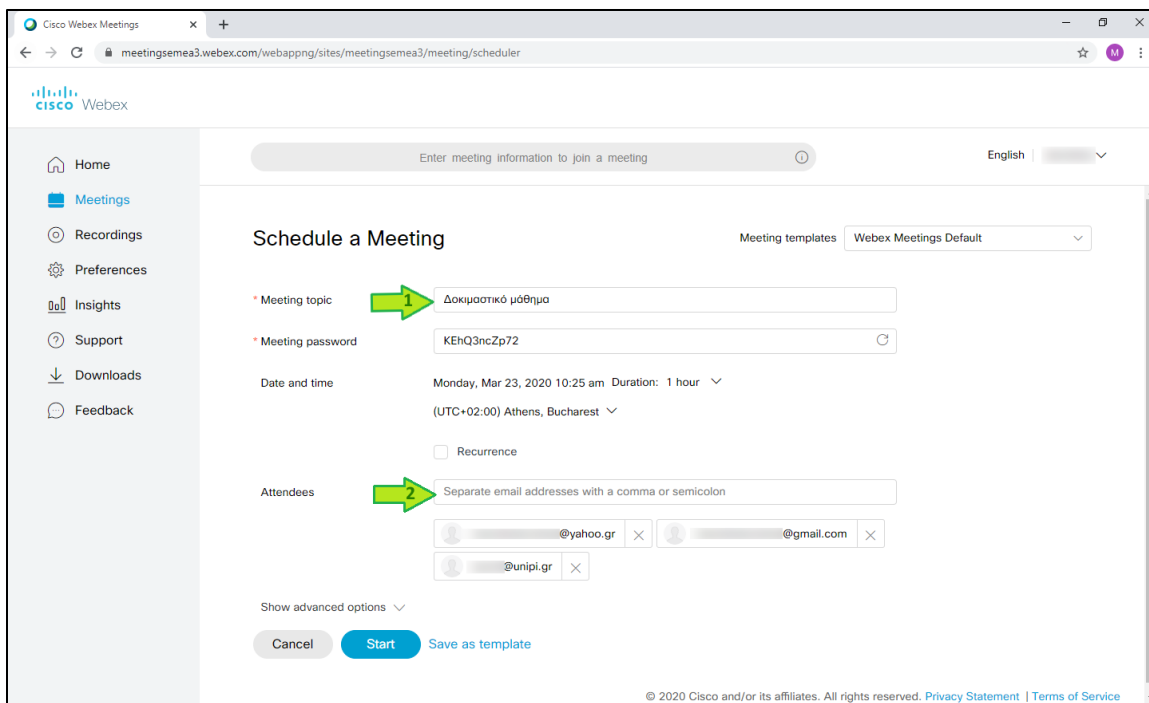 Cisco Webex Meetings
meetingsemea3.webex.com/webappng/sites/meetingsemea3/meeting/scheduler
M
CISCO Webex
Home
Meetings
Recordings
Preferences
Insights
Support
Downloads
Feedback
Enter meeting information to join a meeting
English
Schedule a Meeting
Meeting templates Webex Meetings Default
* Meeting topic 1 Δοκιμαστικό μάθημα
* Meeting password KEhQ3ncZp72
Date and time Monday, Mar 23, 2020 10:25 am Duration: 1 hour
(UTC+02:00) Athens, Bucharest
Recurrence
Attendees 2 Separate email addresses with a comma or semicolon
@yahoo.gr @gmail.com
@unipi.gr
Show advanced options
Cancel Start Save as template
© 2020 Cisco and/or its affiliates. All rights reserved. Privacy Statement | Terms of Service